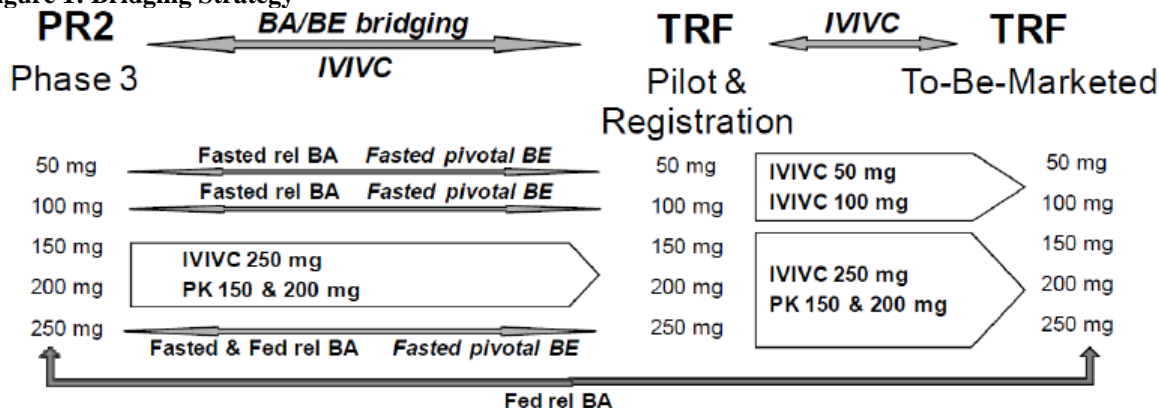 Figure 1: Bridging Strategy
PR2 BA/BE bridging TRF IVIVC TRF
IVIVC
Phase 3 Pilot & To-Be-Marketed
Registration
Fasted rel BA Fasted pivotal BE
50 mg 50 mg IVIVC 50 mg 50 mg
Fasted rel BA Fasted pivotal BE
100 mg 100 mg IVIVC 100 mg 100 mg
150 mg IVIVC 250 mg 150 mg 150 mg
200 mg PK 150 & 200 mg 200 mg IVIVC 250 mg 200 mg
PK 150 & 200 mg
250 mg 250 mg 250 mg
Fasted & Fed rel BA Fasted pivotal BE
Fed rel BA